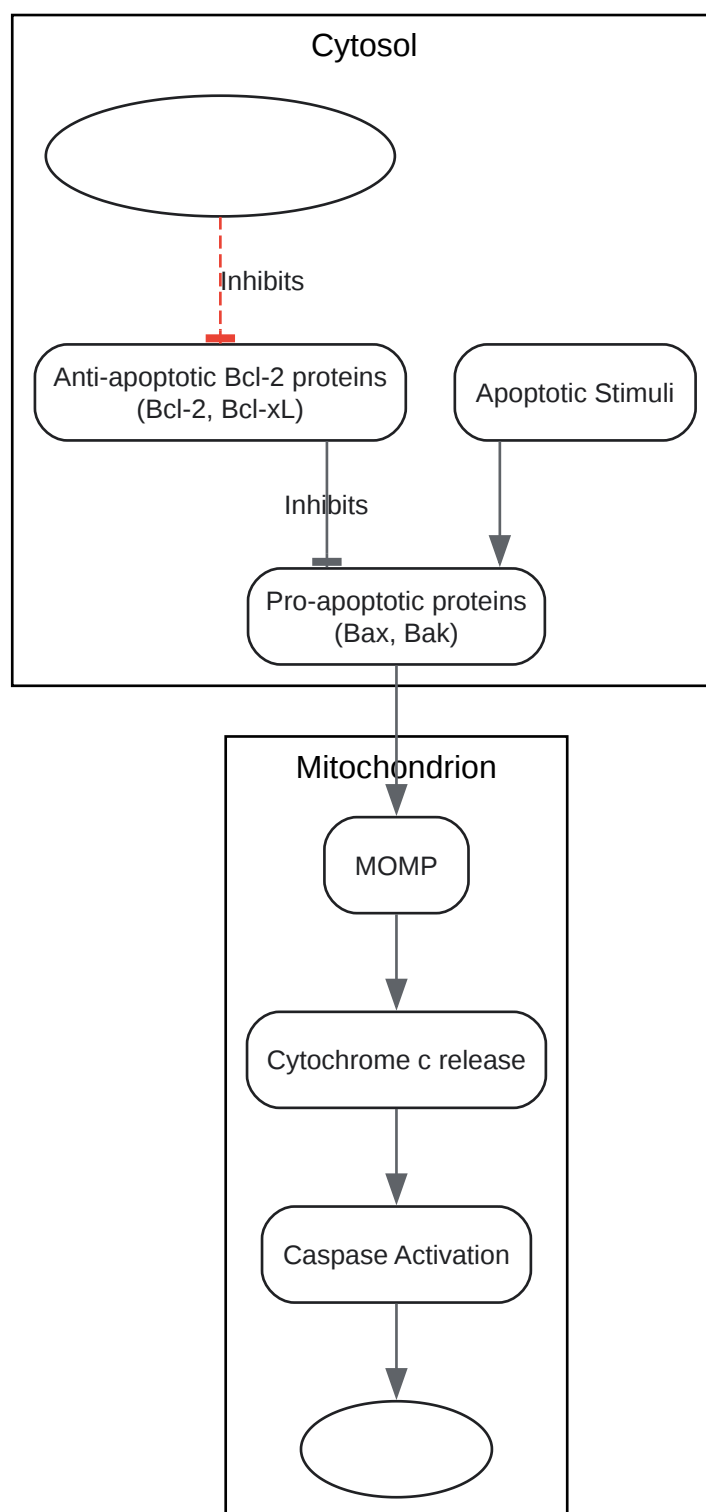 Cytosol
Inhibits
Anti-apoptotic Bcl-2 proteins
(Bcl-2, Bcl-xL)
Apoptotic Stimuli
Inhibits
Pro-apoptotic proteins
(Bax, Bak)
Mitochondrion
MOMP
Cytochrome c release
Caspase Activation